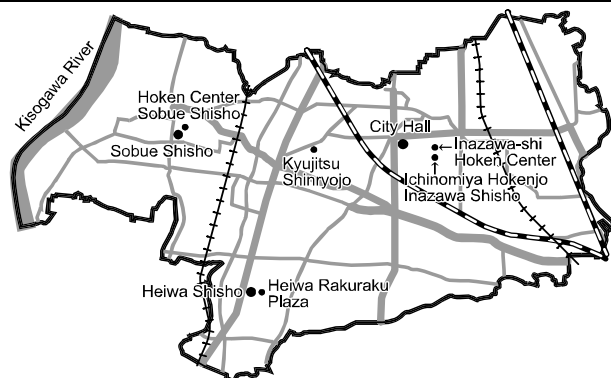 Kisogawa River
Hoken Center
Sobue Shisho
Sobue Shisho
Kyujitsu
Shinryojo
City Hall
Inazawa-shi
Hoken Center
Ichinomiya Hokenjo
Inazawa Shisho
Heiwa Shisho
Heiwa Rakuraku
Plaza